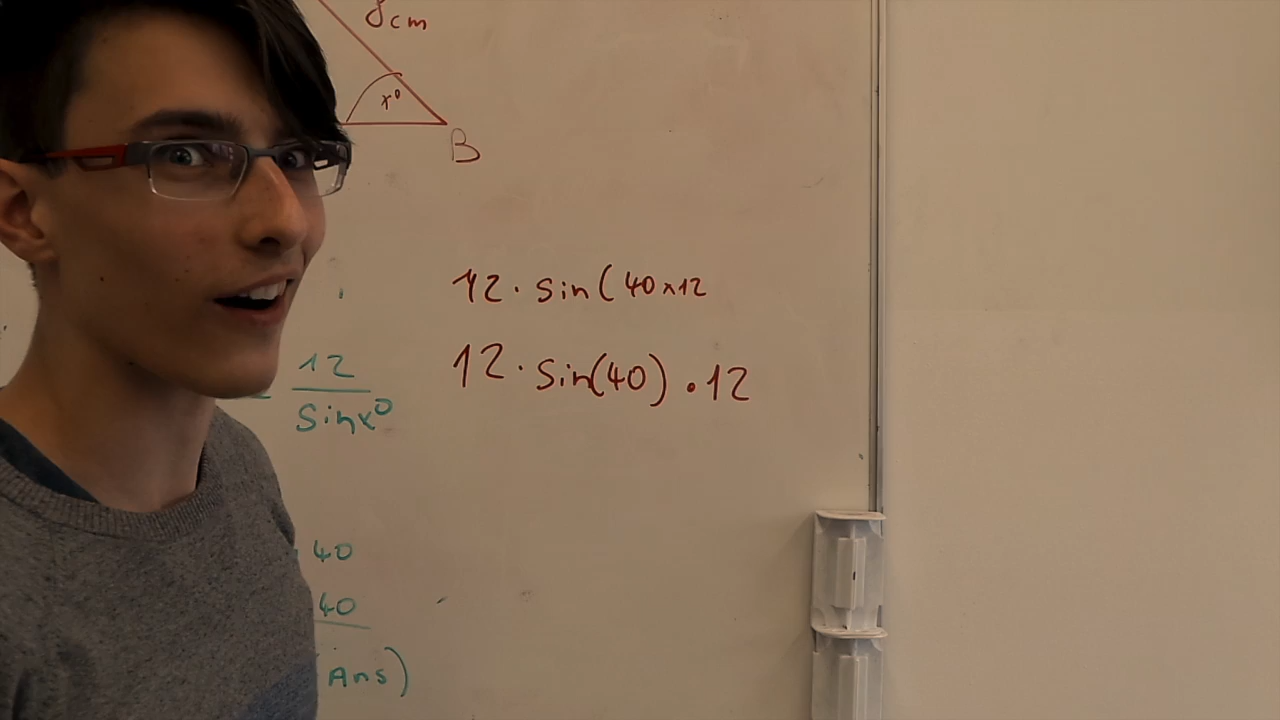 8cm
x°
B
12 · sin(40×12
12 · sin(40) · 12
12
sinx°
40
40
Ans)